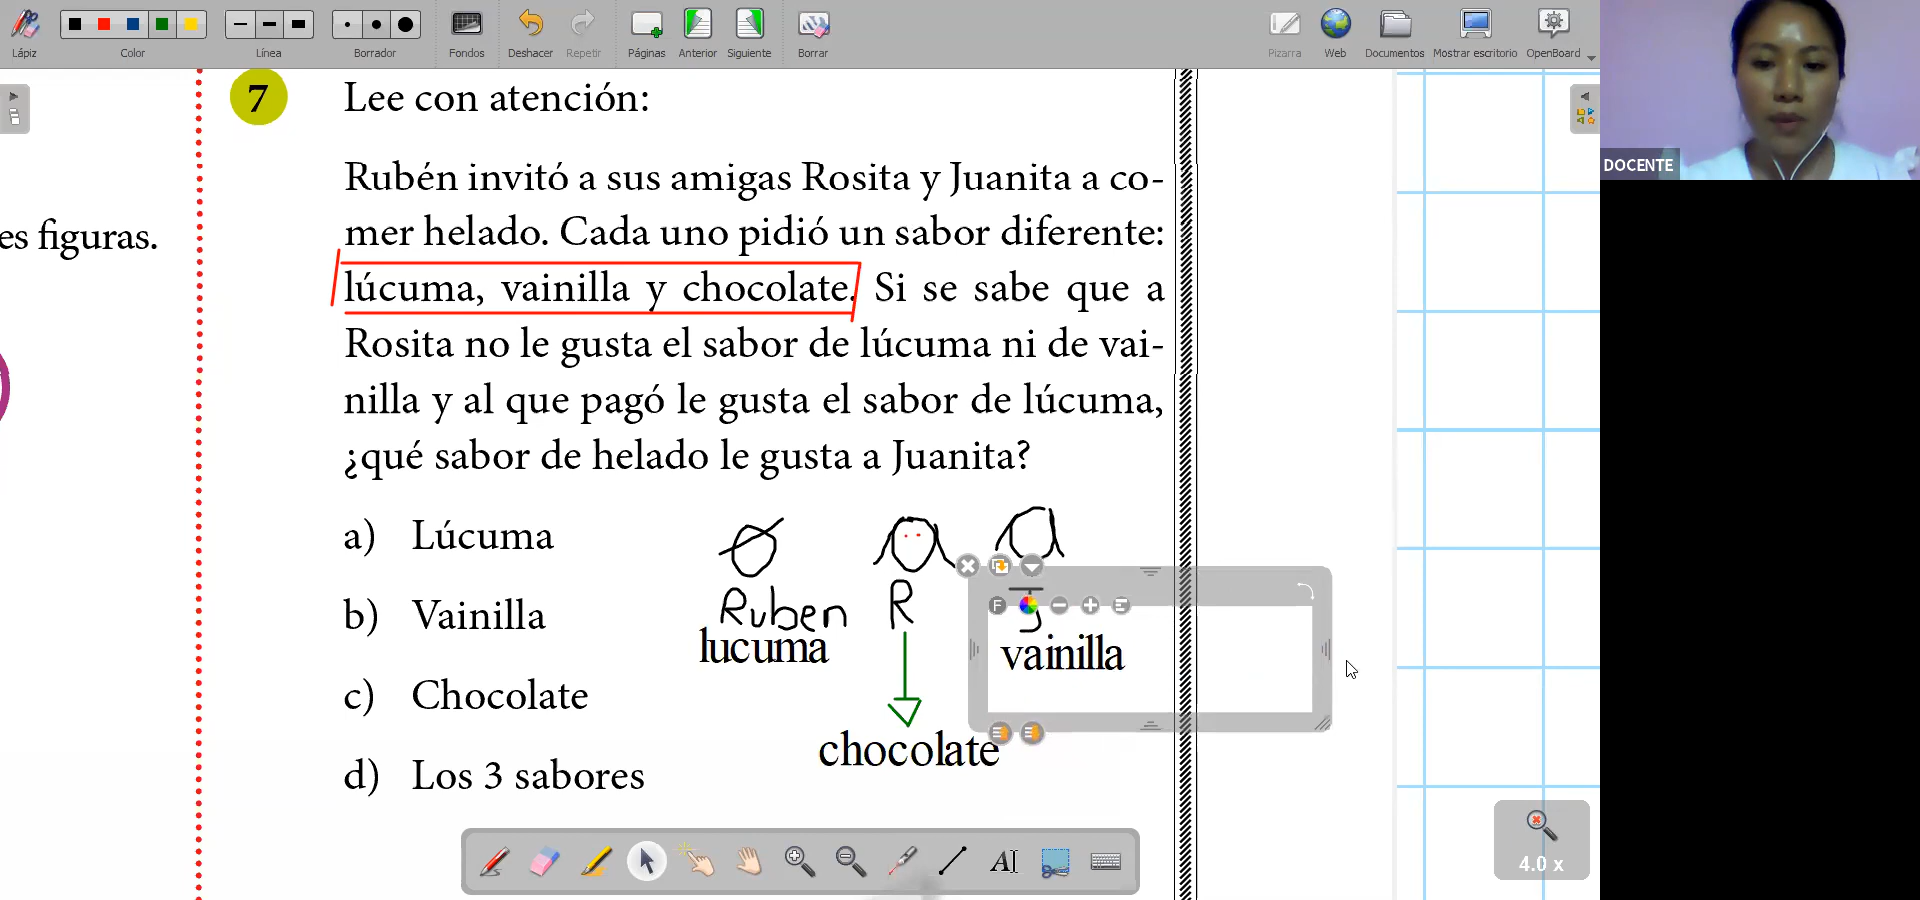 Lápiz
Color
Línea
Borrador
Fondos
Deshacer
Repetir
Páginas
Anterior
Siguiente
Borrar
Pizarra
Web
Documentos
Mostrar escritorio
OpenBoard
DOCENTE
es figuras.
7
Lee con atención:
Rubén invitó a sus amigas Rosita y Juanita a co-
mer helado. Cada uno pidió un sabor diferente:
lúcuma, vainilla y chocolate. Si se sabe que a
Rosita no le gusta el sabor de lúcuma ni de vai-
nilla y al que pagó le gusta el sabor de lúcuma,
¿qué sabor de helado le gusta a Juanita?
a) Lúcuma
b) Vainilla
c) Chocolate
d) Los 3 sabores
Ruben
R
J
lucuma
vainilla
chocolate
F
AI
4.0 x